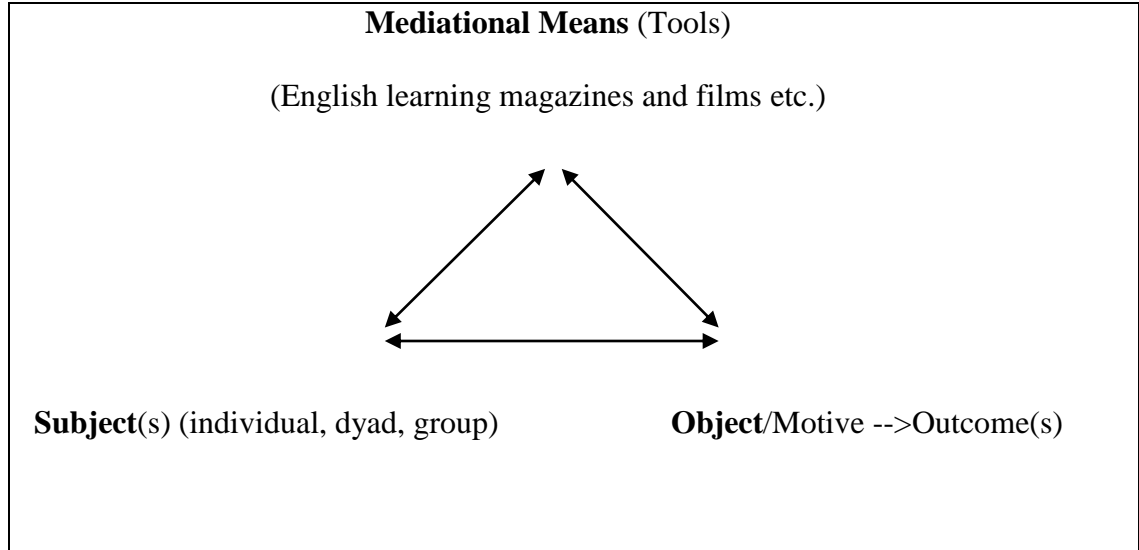 Mediational Means (Tools)
(English learning magazines and films etc.)
Subject(s) (individual, dyad, group) Object/Motive -->Outcome(s)